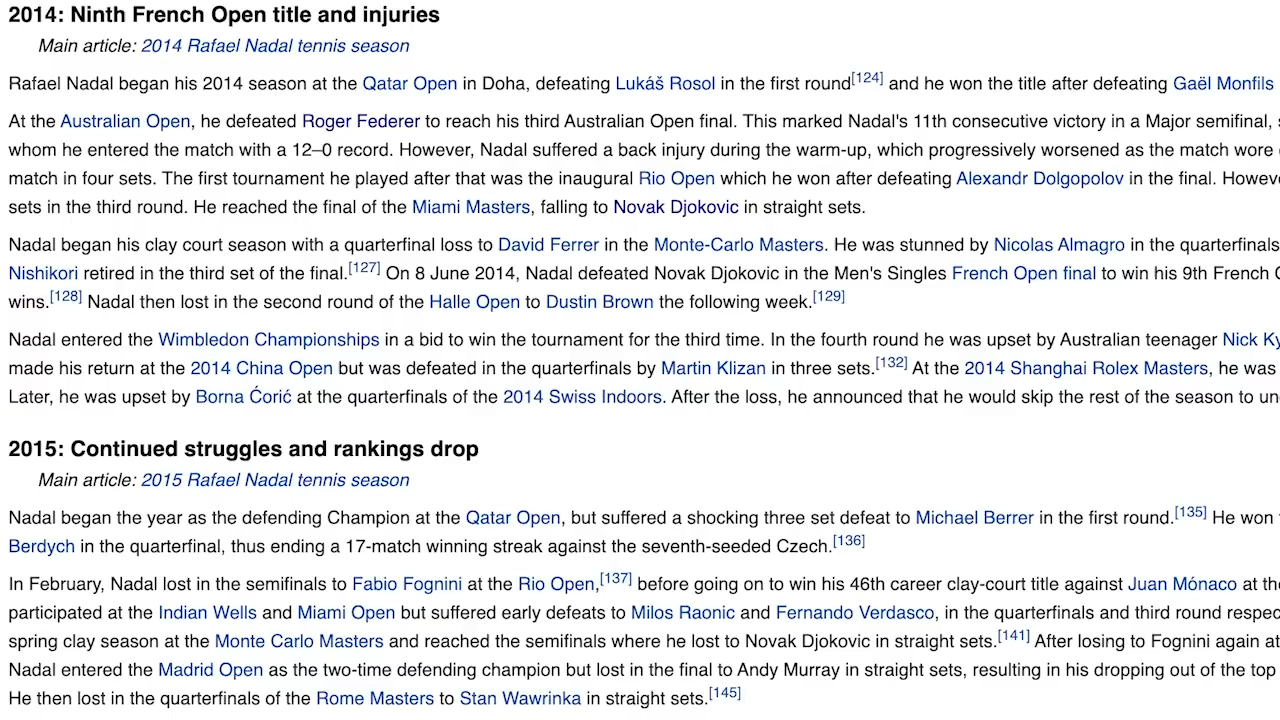 2014: Ninth French Open title and injuries
Main article: 2014 Rafael Nadal tennis season
Rafael Nadal began his 2014 season at the Qatar Open in Doha, defeating Lukáš Rosol in the first round[124] and he won the title after defeating Gaël Monfils
At the Australian Open, he defeated Roger Federer to reach his third Australian Open final. This marked Nadal's 11th consecutive victory in a Major semifinal,
whom he entered the match with a 12–0 record. However, Nadal suffered a back injury during the warm-up, which progressively worsened as the match wore
match in four sets. The first tournament he played after that was the inaugural Rio Open which he won after defeating Alexandr Dolgopolov in the final. Howeve
sets in the third round. He reached the final of the Miami Masters, falling to Novak Djokovic in straight sets.
Nadal began his clay court season with a quarterfinal loss to David Ferrer in the Monte-Carlo Masters. He was stunned by Nicolas Almagro in the quarterfinals
Nishikori retired in the third set of the final.[127] On 8 June 2014, Nadal defeated Novak Djokovic in the Men's Singles French Open final to win his 9th French
wins.[128] Nadal then lost in the second round of the Halle Open to Dustin Brown the following week.[129]
Nadal entered the Wimbledon Championships in a bid to win the tournament for the third time. In the fourth round he was upset by Australian teenager Nick Ky
made his return at the 2014 China Open but was defeated in the quarterfinals by Martin Klizan in three sets.[132] At the 2014 Shanghai Rolex Masters, he was
Later, he was upset by Borna Ćorić at the quarterfinals of the 2014 Swiss Indoors. After the loss, he announced that he would skip the rest of the season to un
2015: Continued struggles and rankings drop
Main article: 2015 Rafael Nadal tennis season
Nadal began the year as the defending Champion at the Qatar Open, but suffered a shocking three set defeat to Michael Berrer in the first round.[135] He won
Berdych in the quarterfinal, thus ending a 17-match winning streak against the seventh-seeded Czech.[136]
In February, Nadal lost in the semifinals to Fabio Fognini at the Rio Open,[137] before going on to win his 46th career clay-court title against Juan Mónaco at the
participated at the Indian Wells and Miami Open but suffered early defeats to Milos Raonic and Fernando Verdasco, in the quarterfinals and third round respec
spring clay season at the Monte Carlo Masters and reached the semifinals where he lost to Novak Djokovic in straight sets.[141] After losing to Fognini again at
Nadal entered the Madrid Open as the two-time defending champion but lost in the final to Andy Murray in straight sets, resulting in his dropping out of the top
He then lost in the quarterfinals of the Rome Masters to Stan Wawrinka in straight sets.[145]